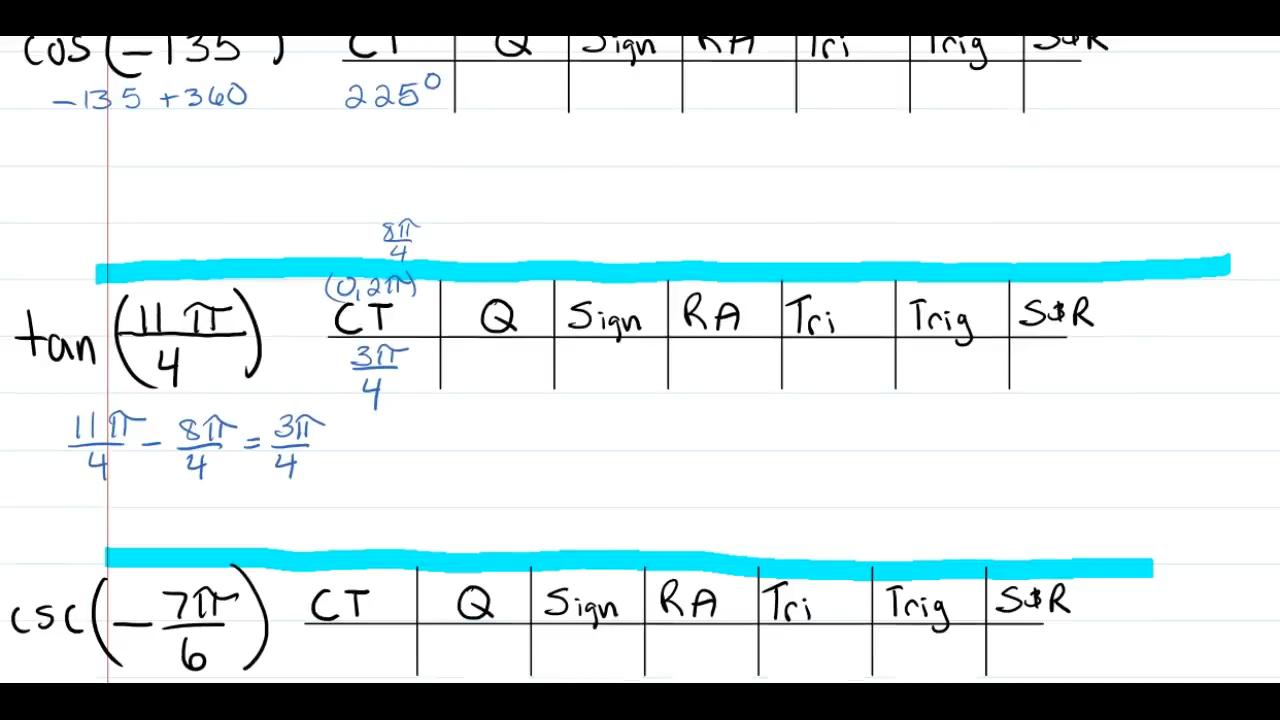 cos(-135) CT Q Sign RA Tri Trig S&R
-135 +360 225°
8π/4
(0,2π)
tan(11π/4) CT Q Sign RA Tri Trig S&R
3π/4
11π/4 - 8π/4 = 3π/4
csc(-7π/6) CT Q Sign RA Tri Trig S&R